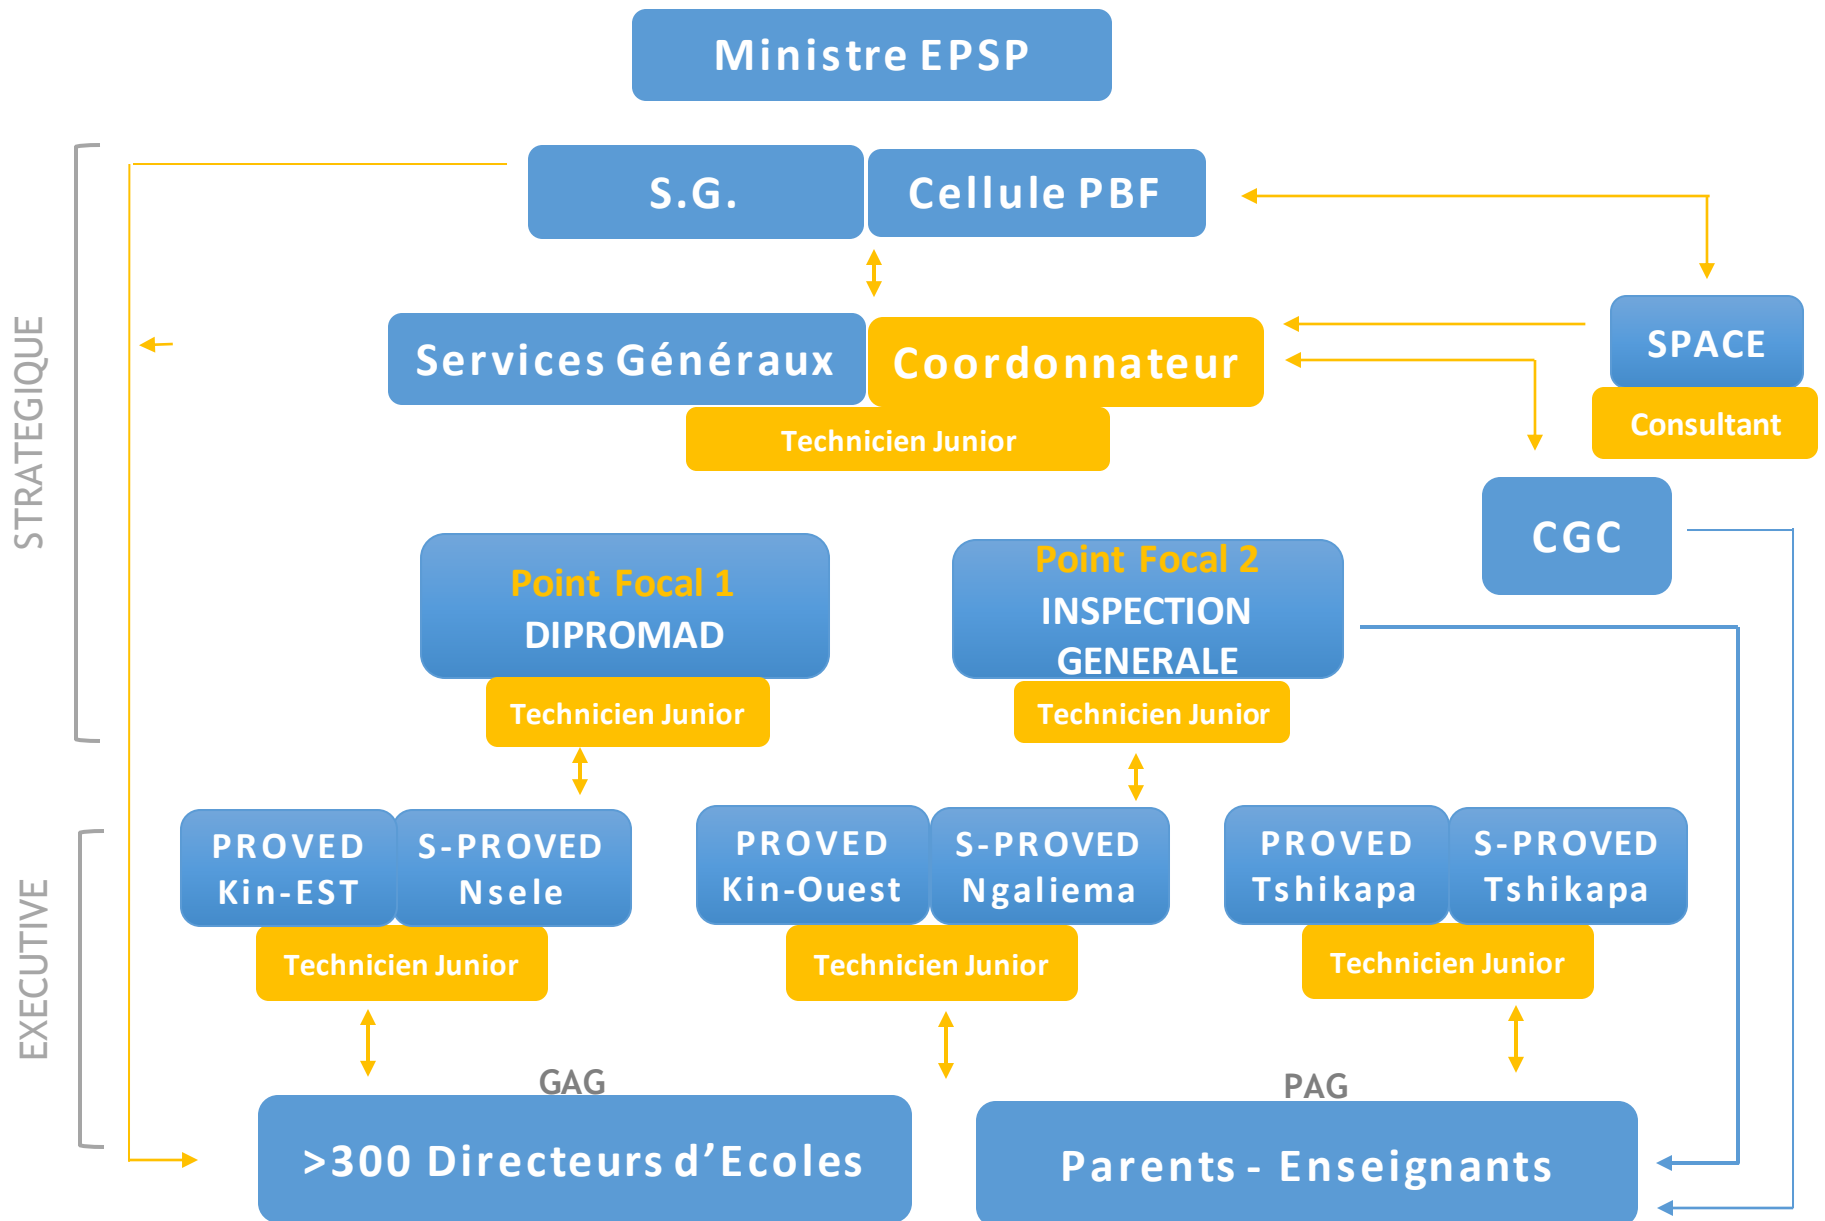 Ministre EPSP
S.G.
Cellule PBF
STRATEGIQUE
Services Généraux
Coordonnateur
SPACE
Technicien Junior
Consultant
CGC
Point Focal 1
DIPROMAD
Point Focal 2
INSPECTION
GENERALE
Technicien Junior
Technicien Junior
EXECUTIVE
PROVED
Kin-EST
S-PROVED
Nsele
PROVED
Kin-Ouest
S-PROVED
Ngaliema
PROVED
Tshikapa
S-PROVED
Tshikapa
Technicien Junior
Technicien Junior
Technicien Junior
GAG
PAG
>300 Directeurs d’Ecoles
Parents - Enseignants